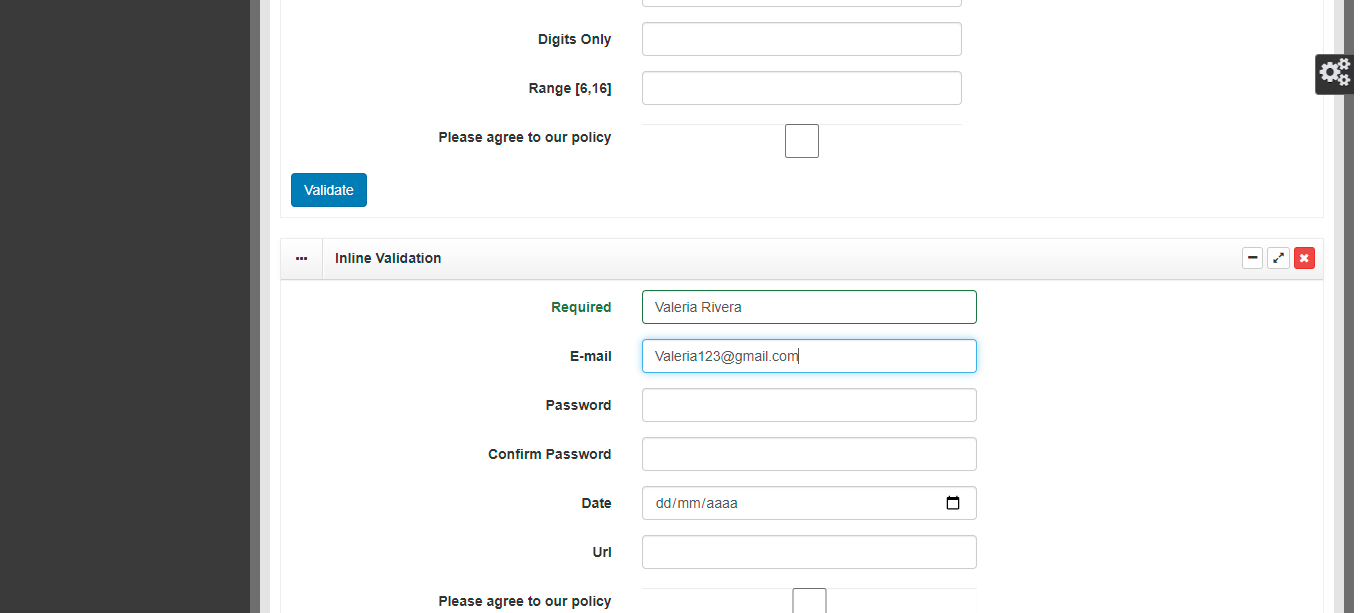 Digits Only
Range [6,16]
Please agree to our policy
Validate
Inline Validation
Required Valeria Rivera
E-mail Valeria123@gmail.com
Password
Confirm Password
Date dd/mm/aaaa
Url
Please agree to our policy